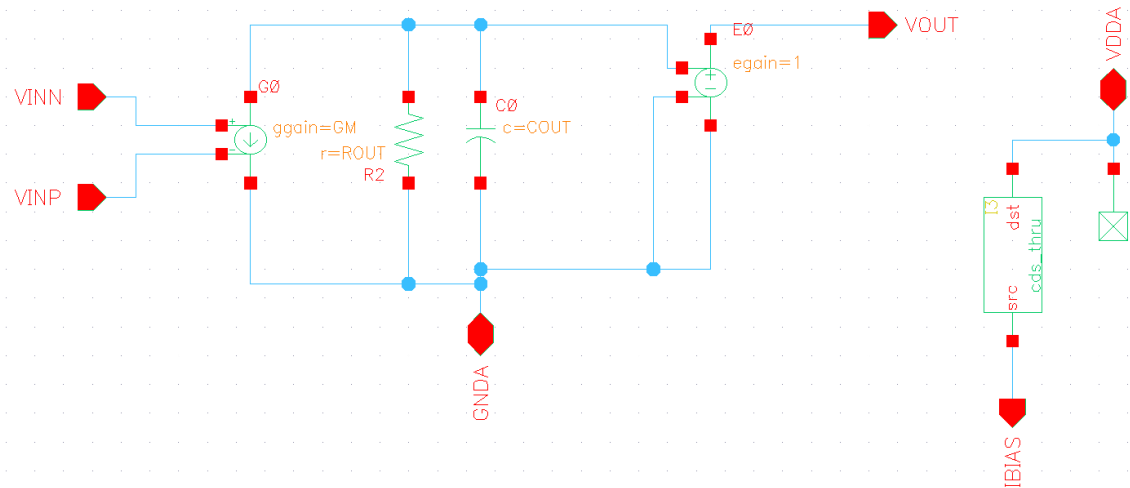 VOUT
VDDA
E0
egain=1
G0
VINN
C0
ggain=GM
c=COUT
r=ROUT
R2
VINP
I3
dst
cds_thru
src
GNDA
IBIAS